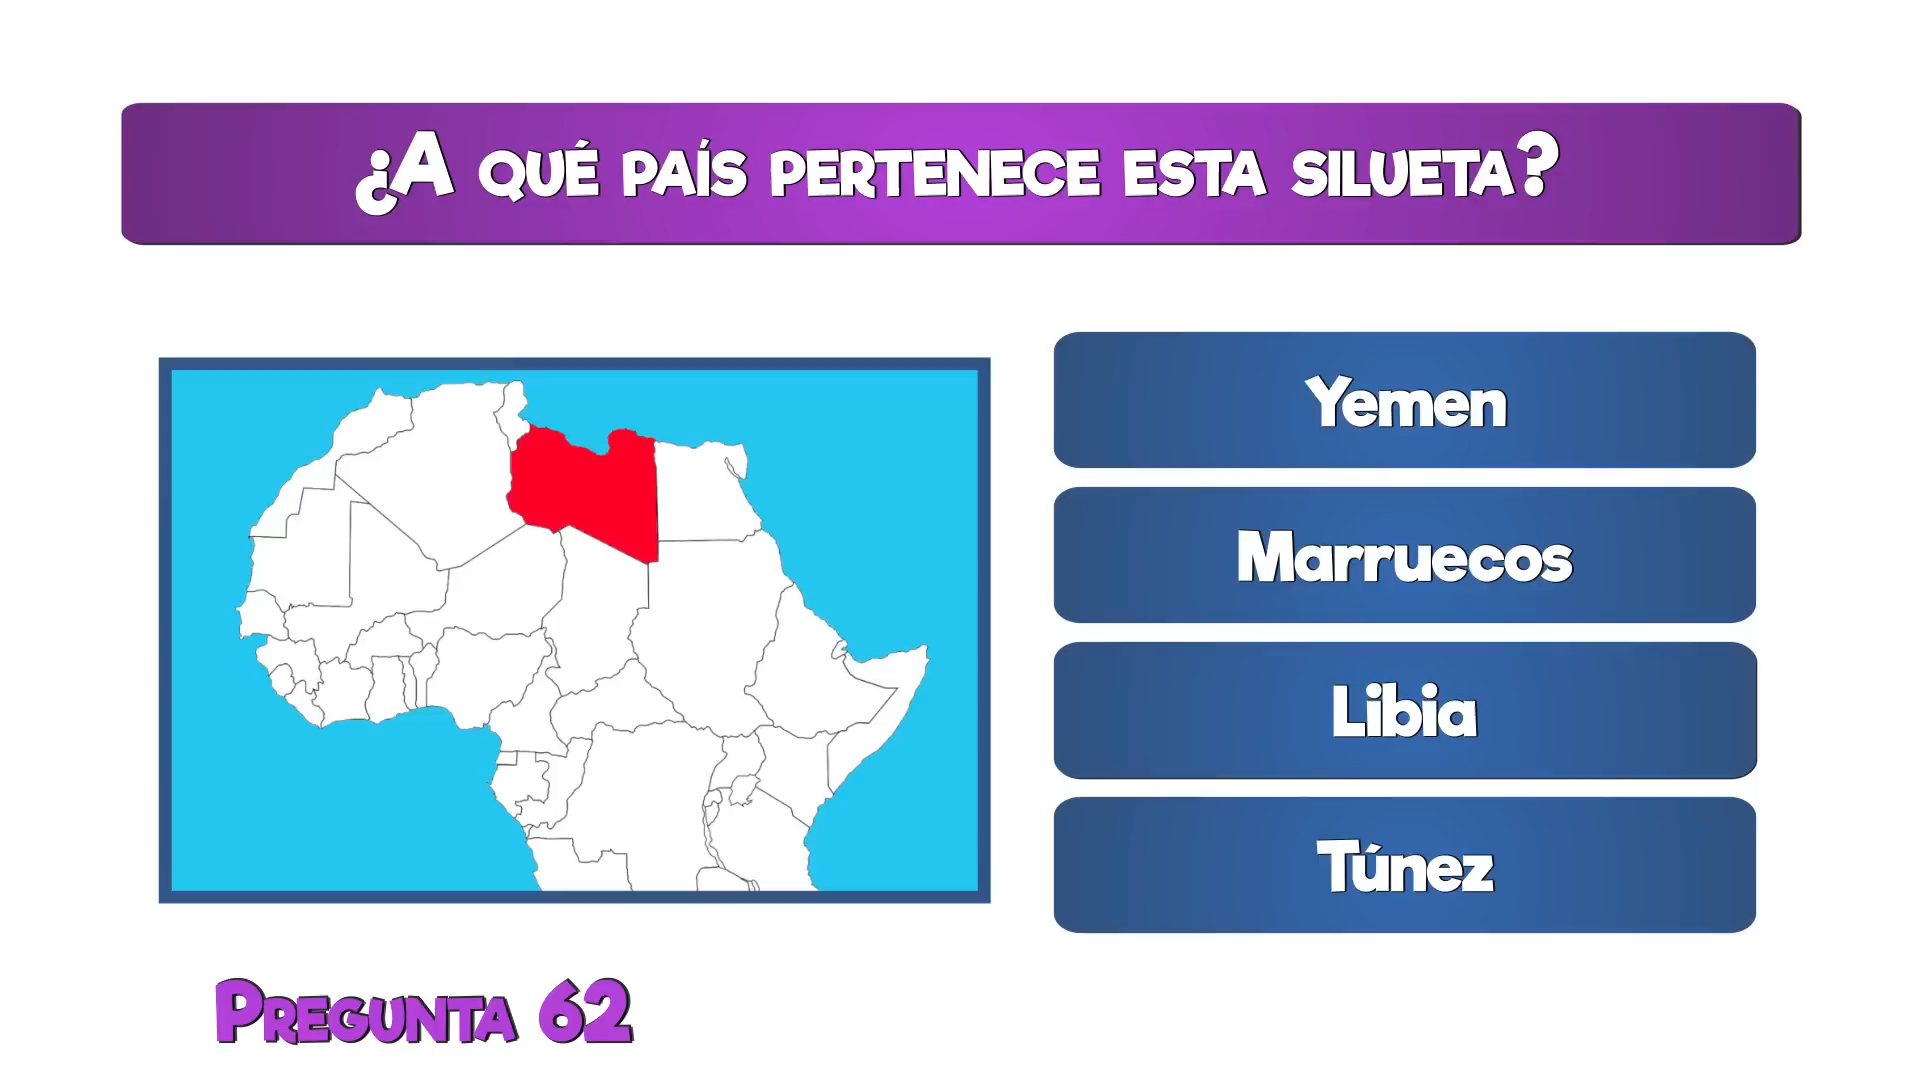 ¿A QUÉ PAÍS PERTENECE ESTA SILUETA?
Yemen
Marruecos
Libia
Túnez
PREGUNTA 62